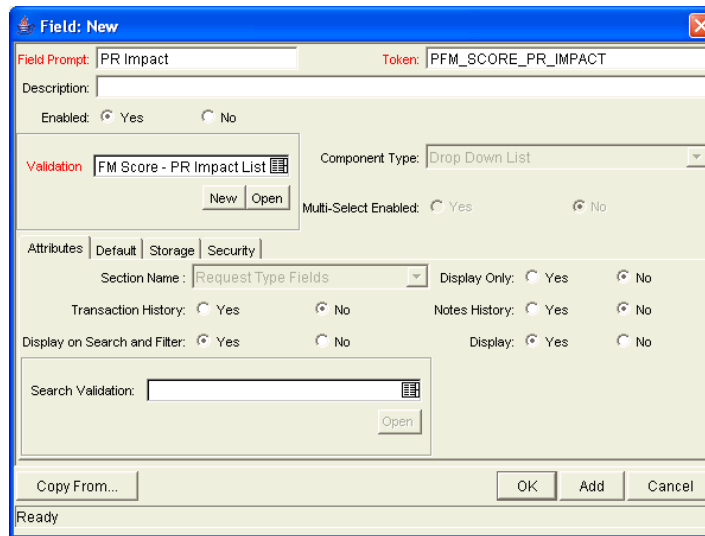 Field: New
Field Prompt: PR Impact Token: PFM_SCORE_PR_IMPACT
Description:
Enabled: Yes No
Validation FM Score - PR Impact List Component Type: Drop Down List
New Open Multi-Select Enabled: Yes No
Attributes Default Storage Security
Section Name : Request Type Fields Display Only: Yes No
Transaction History: Yes No Notes History: Yes No
Display on Search and Filter: Yes No Display: Yes No
Search Validation:
Open
Copy From... OK Add Cancel
Ready